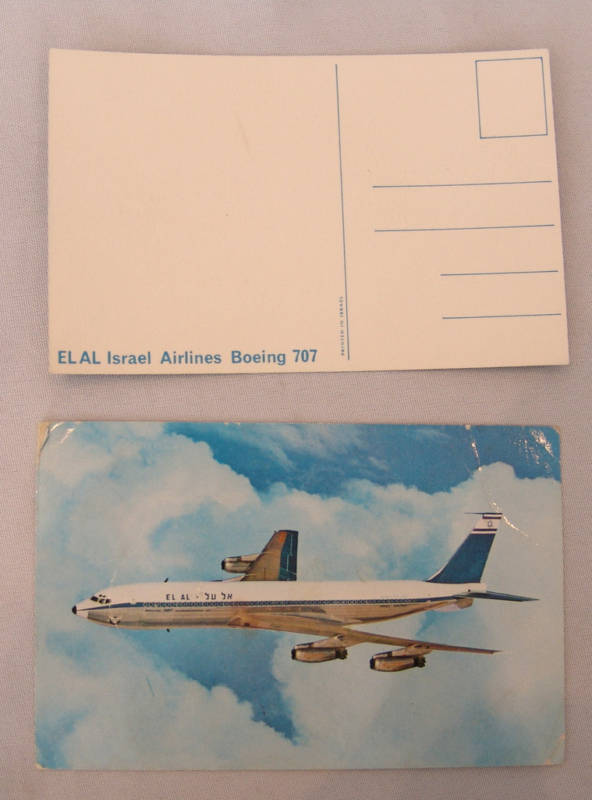 PRINTED IN ISRAEL
EL AL Israel Airlines Boeing 707
EL AL אל על